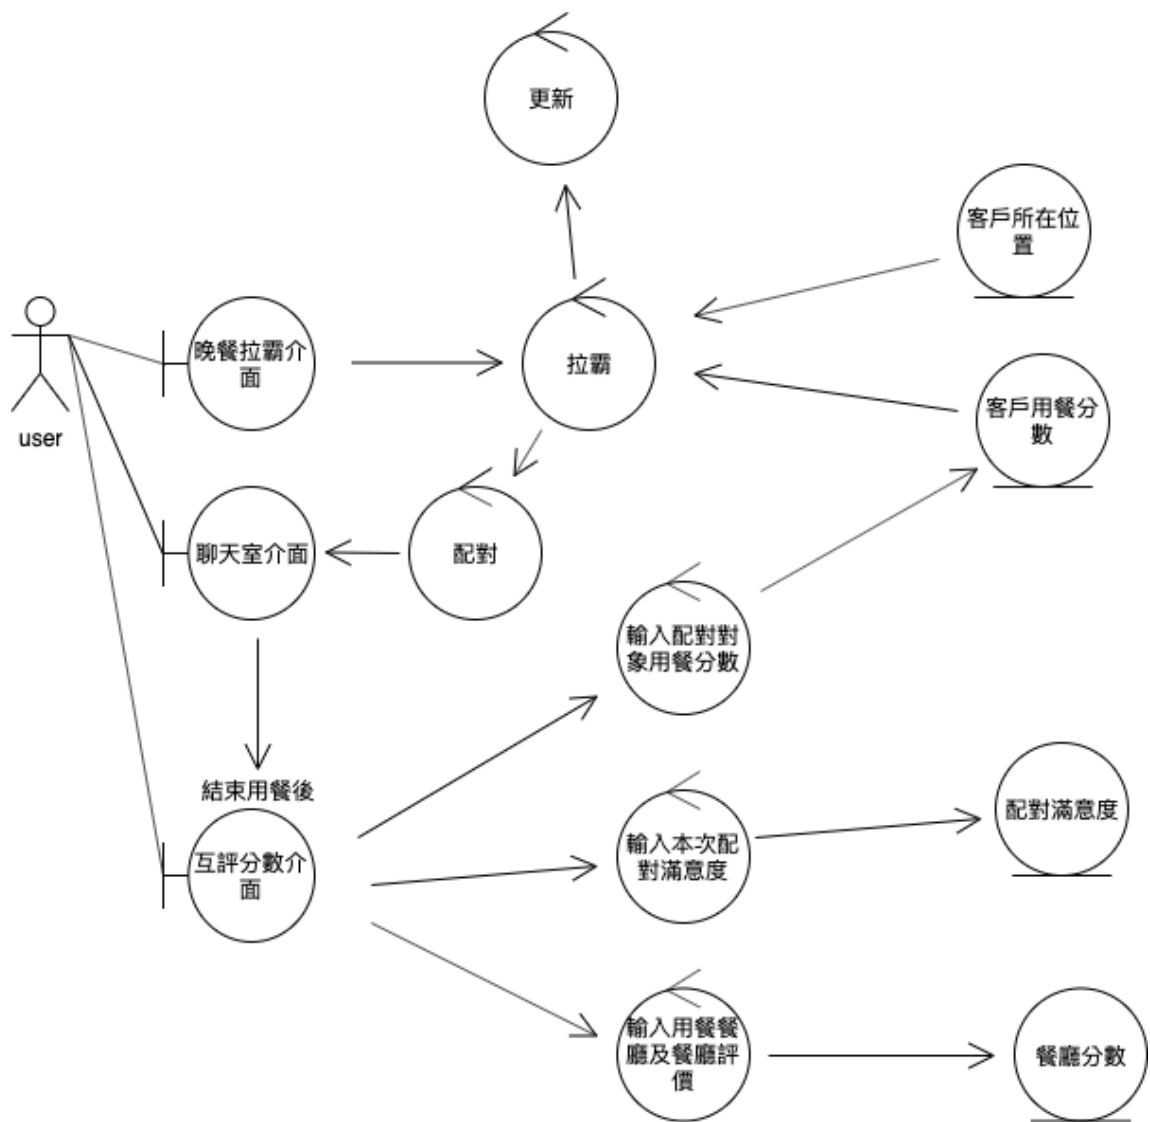 更新
客戶所在位
置
晚餐拉霸介
面
拉霸
客戶用餐分
數
user
聊天室介面
配對
輸入配對對
象用餐分數
結束用餐後
互評分數介
面
輸入本次配
對滿意度
配對滿意度
輸入用餐餐
廳及餐廳評
價
餐廳分數